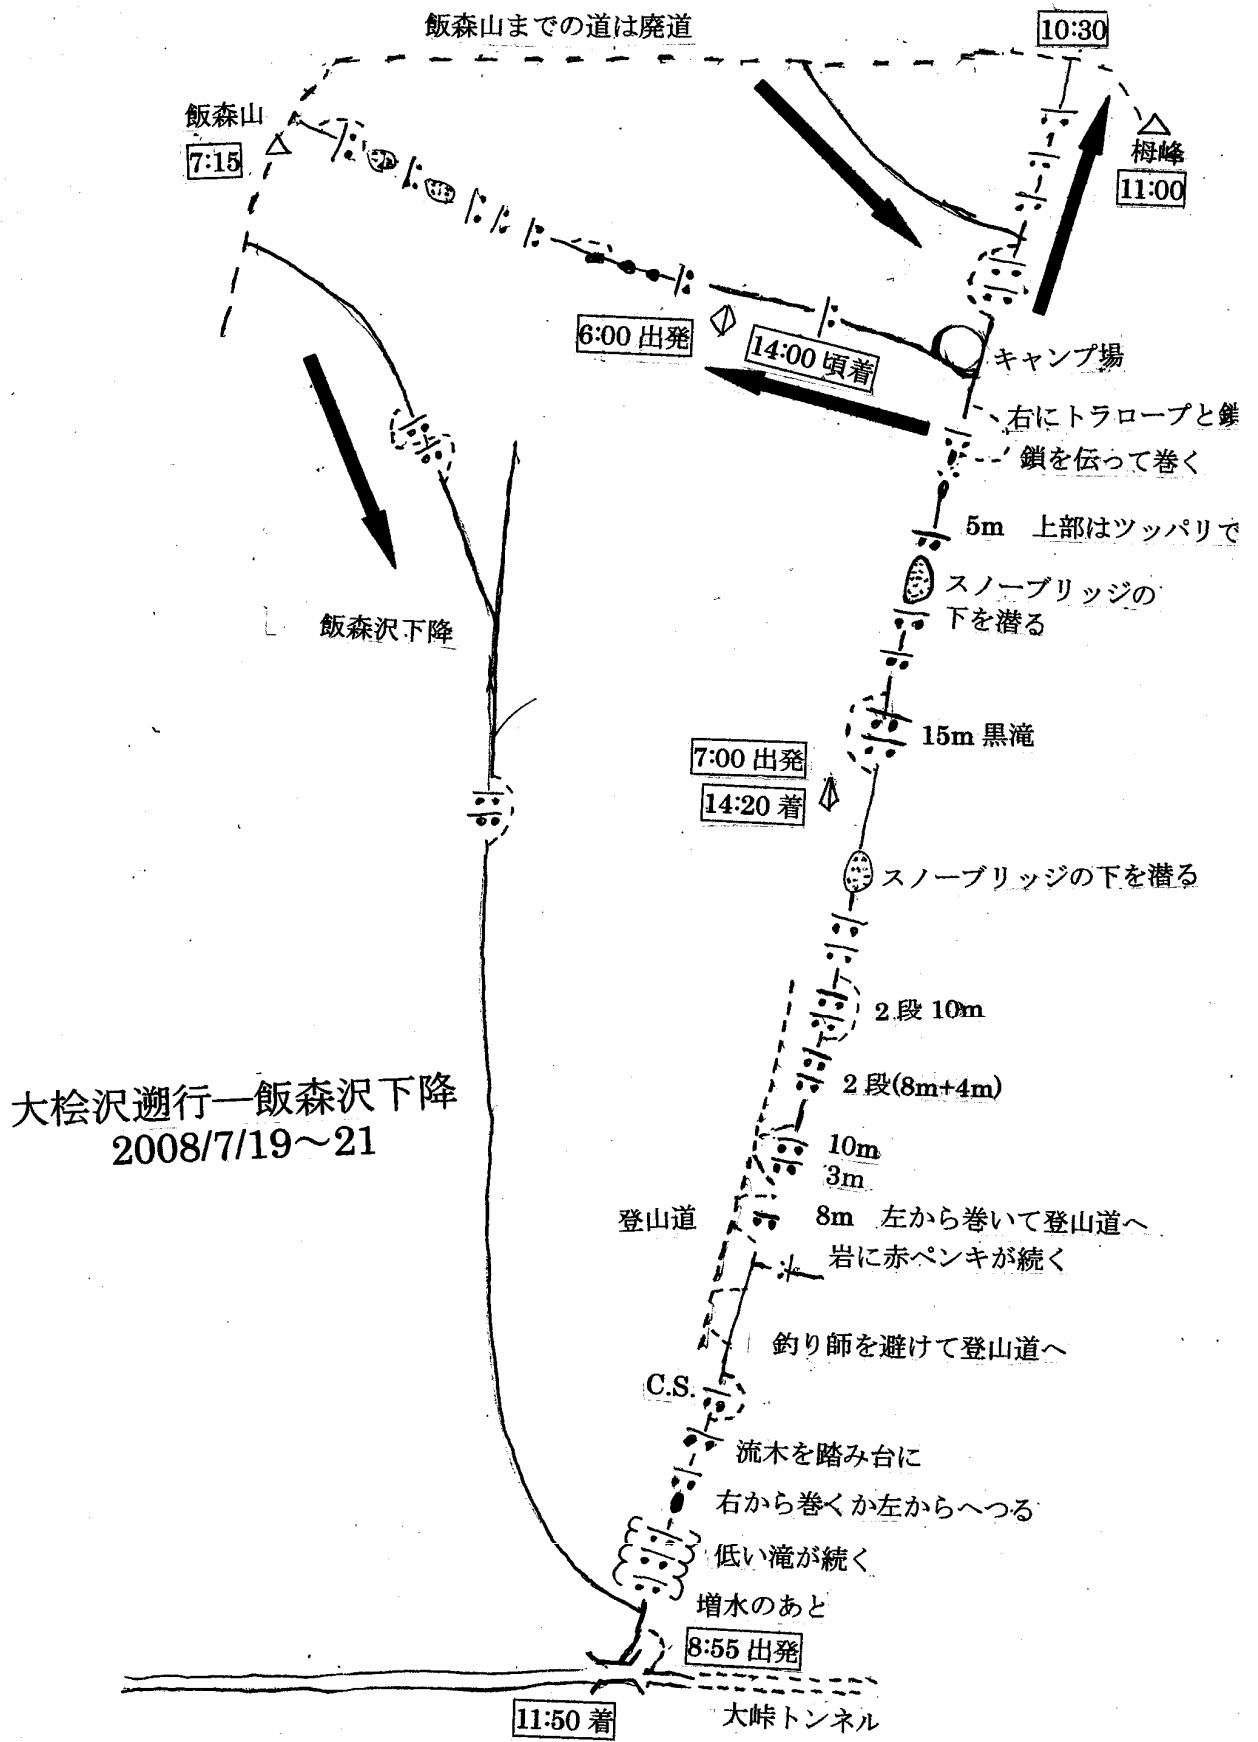 飯森山までの道は廃道
10:30
飯森山
7:15
栂峰
11:00
6:00 出発
14:00 頃着
キャンプ場
右にトラロープと鎖
鎖を伝って巻く
5m 上部はツッパリで
スノーブリッジの
下を潜る
飯森沢下降
15m 黒滝
7:00 出発
14:20 着
スノーブリッジの下を潜る
2段 10m
2段(8m+4m)
大桧沢遡行―飯森沢下降
2008/7/19～21
10m
3m
登山道
8m 左から巻いて登山道へ
岩に赤ペンキが続く
釣り師を避けて登山道へ
C.S.
流木を踏み台に
右から巻くか左からへつる
低い滝が続く
増水のあと
8:55 出発
11:50 着
大峠トンネル